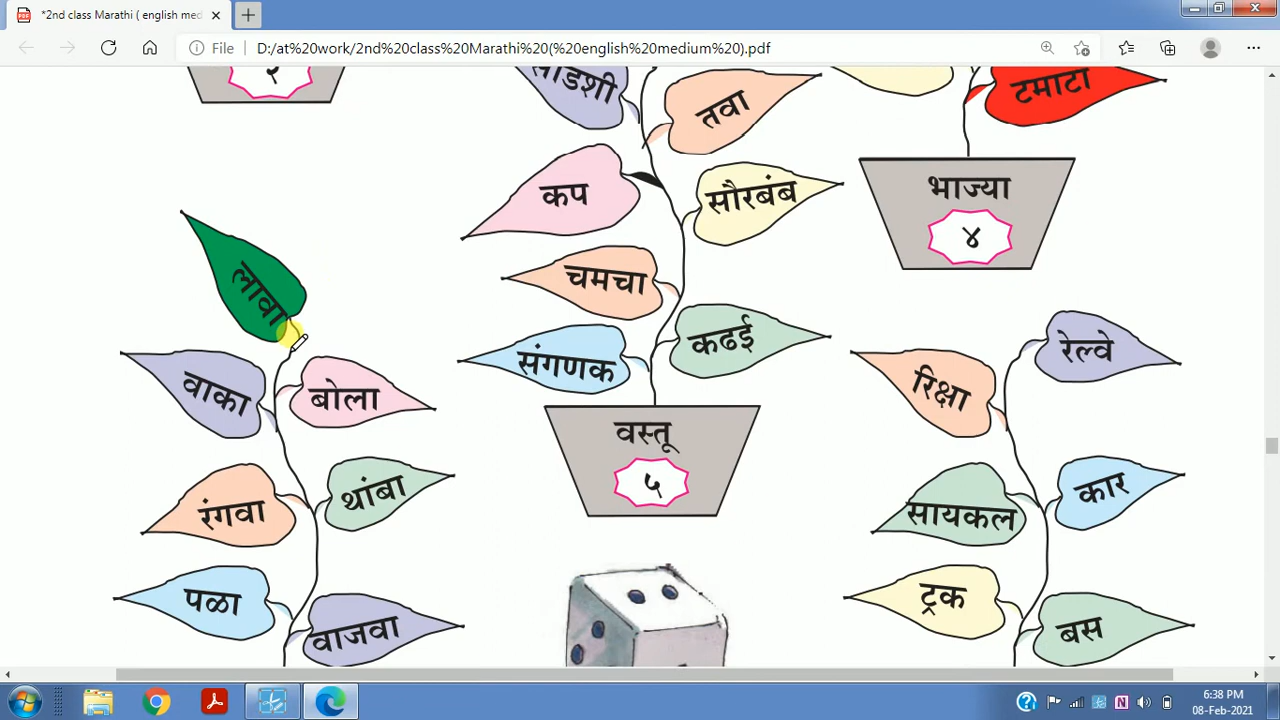 *2nd class Marathi ( english med
File
D:/at%20work/2nd%20class%20Marathi%20(%20english%20medium%20).pdf
२
सांडशी
तवा
टमाटा
कप
सौरबंब
भाज्या
४
लावा
चमचा
कढई
संगणक
रेल्वे
वाका
बोला
रिक्षा
वस्तू
५
रंगवा
थांबा
सायकल
कार
पळा
वाजवा
ट्रक
बस
6:38 PM
08-Feb-2021